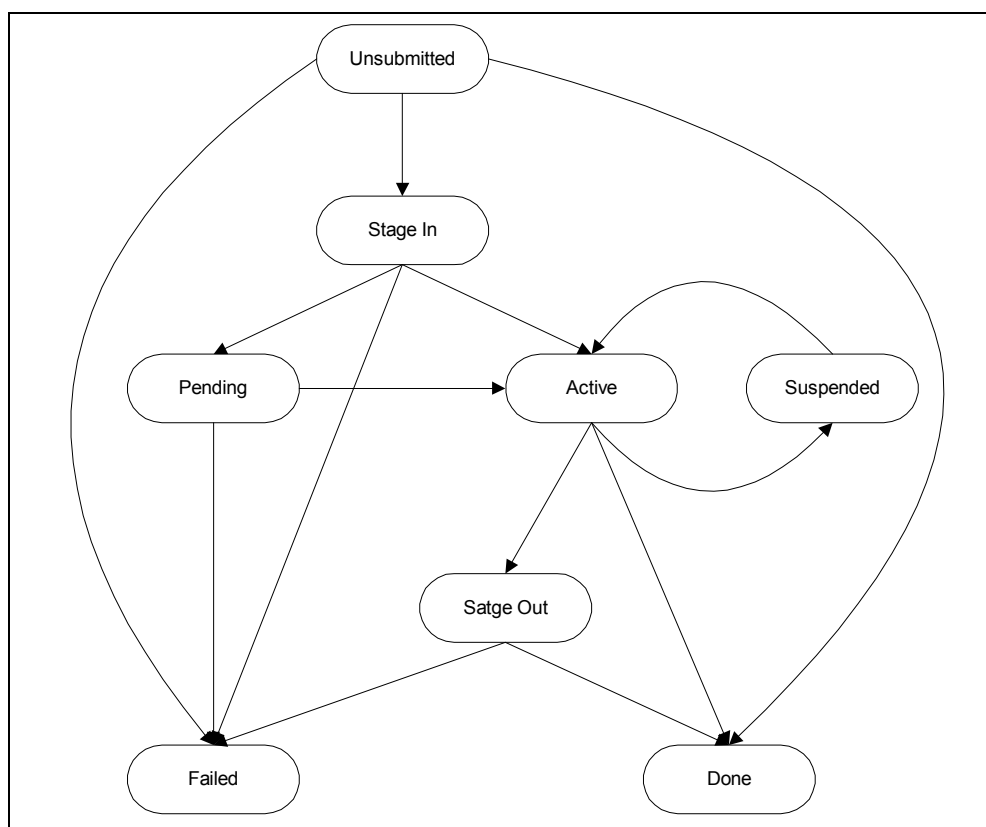 Unsubmitted
Stage In
Pending
Active
Suspended
Satge Out
Failed
Done